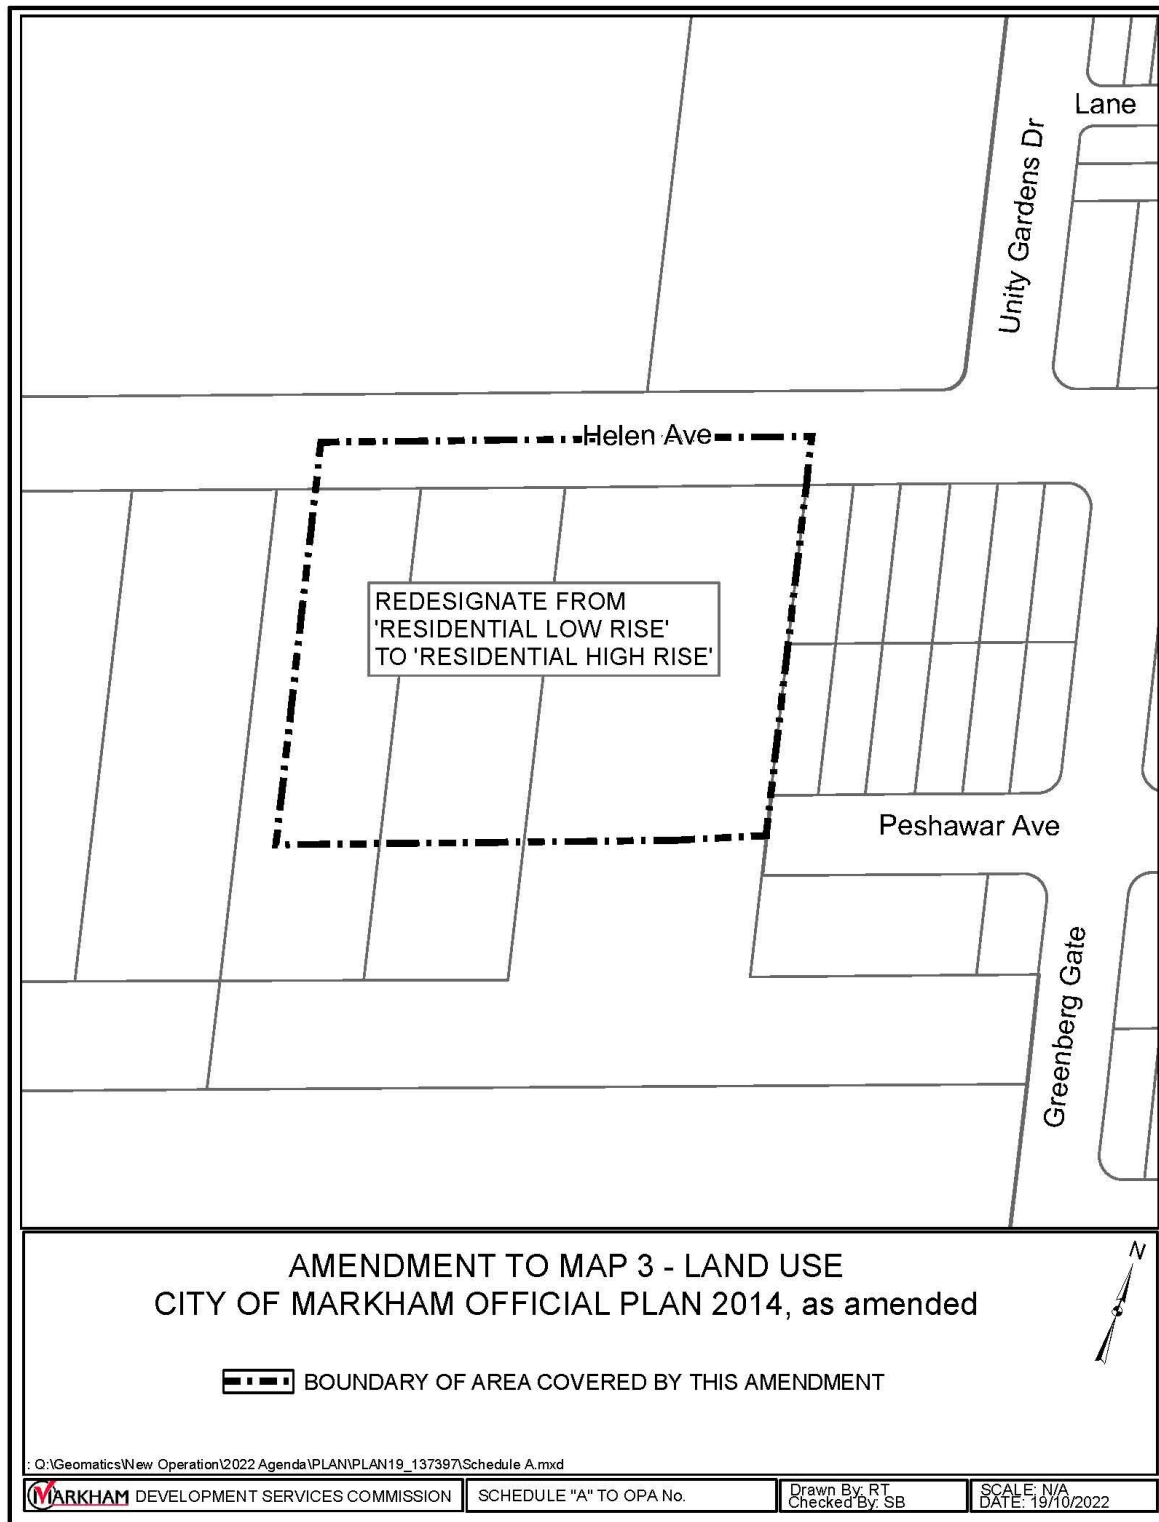 Lane
Unity Gardens Dr
Helen Ave
REDESIGNATE FROM
'RESIDENTIAL LOW RISE'
TO 'RESIDENTIAL HIGH RISE'
Peshawar Ave
Greenberg Gate
AMENDMENT TO MAP 3 - LAND USE
CITY OF MARKHAM OFFICIAL PLAN 2014, as amended
N
BOUNDARY OF AREA COVERED BY THIS AMENDMENT
: Q:\Geomatics\New Operation\2022 Agenda\PLAN\PLAN19_137397\Schedule A.mxd
MARKHAM DEVELOPMENT SERVICES COMMISSION
SCHEDULE "A" TO OPA No.
Drawn By: RT
Checked By: SB
SCALE: N/A
DATE: 19/10/2022